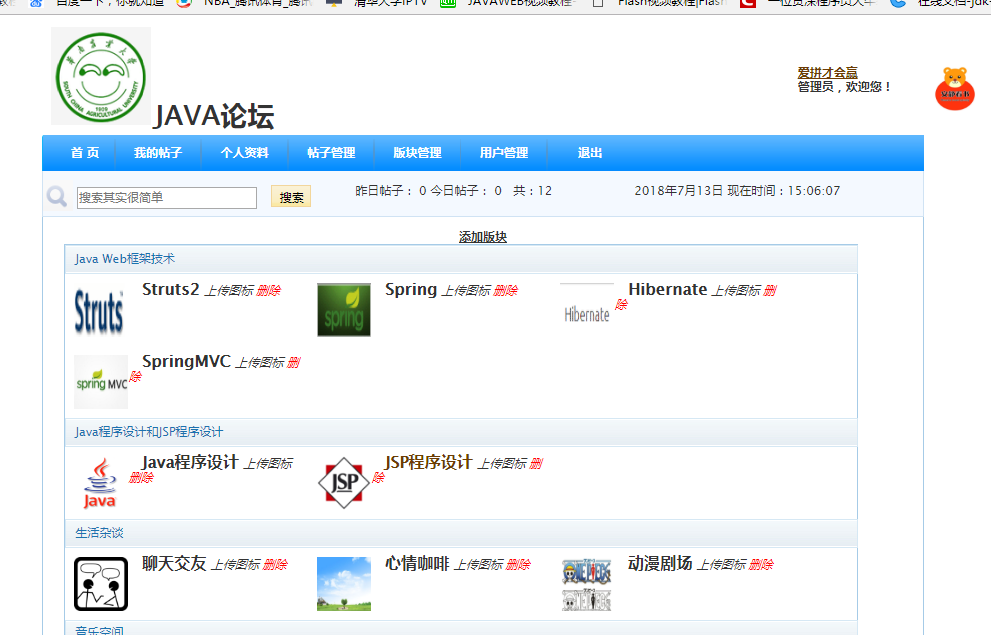 百度一下，你就知道 NBA_腾讯体育_腾讯 清华大学IPTV JAVAWEB视频教程- Flash视频教程|Flash 在线文档-jdk-
SOUTH CHINA AGRICULTURAL UNIVERSITY
JAVA论坛
爱拼才会赢
管理员，欢迎您！
首 页 我的帖子 个人资料 帖子管理 版块管理 用户管理 退出
搜索其实很简单 搜索 昨日帖子： 0 今日帖子： 0 共：12 2018年7月13日 现在时间：15:06:07
添加版块
Java Web框架技术
Struts
Struts2 上传图标 删除
spring
Spring 上传图标 删除
Hibernate
Hibernate 上传图标 删
除
spring MVC
SpringMVC 上传图标 删
除
Java程序设计和JSP程序设计
Java
Java程序设计 上传图标
删除
JSP
JSP程序设计 上传图标 删
除
生活杂谈
聊天交友 上传图标 删除
心情咖啡 上传图标 删除
ONE PIECE
动漫剧场 上传图标 删除
音乐空间